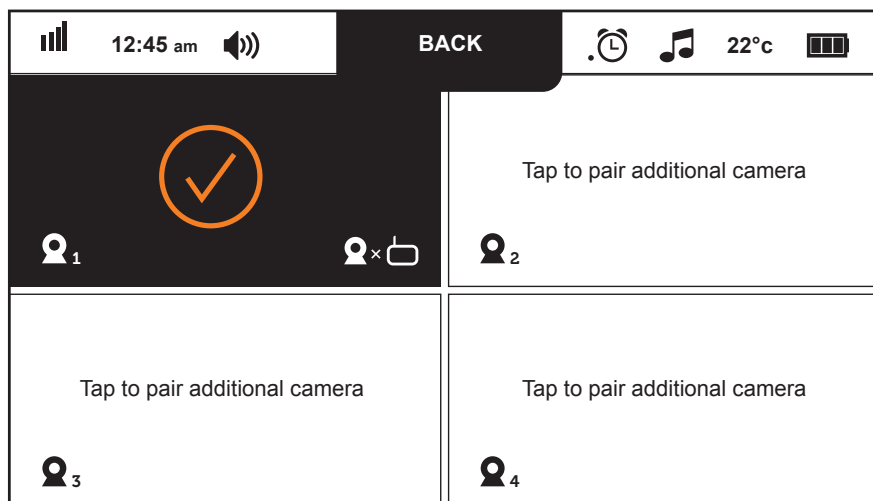 12:45 am
BACK
22°c
Tap to pair additional camera
1
2
Tap to pair additional camera
Tap to pair additional camera
3
4